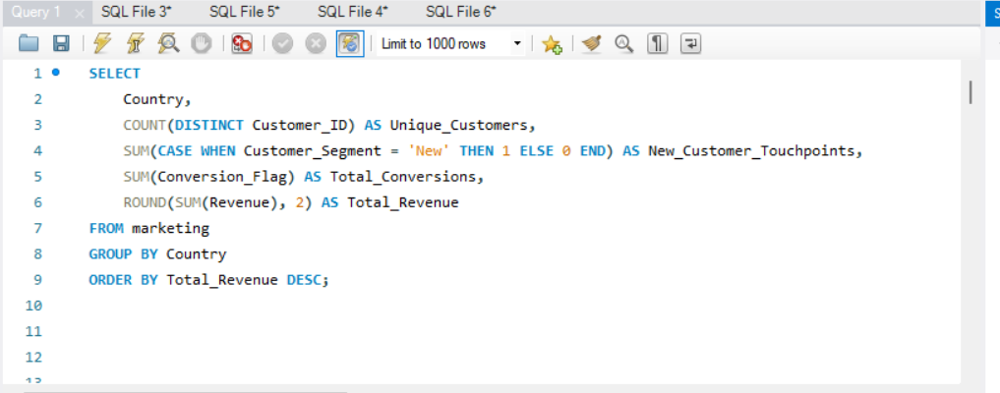 Query 1 SQL File 3* SQL File 5* SQL File 4* SQL File 6*
Limit to 1000 rows
1 SELECT
2 Country,
3 COUNT(DISTINCT Customer_ID) AS Unique_Customers,
4 SUM(CASE WHEN Customer_Segment = 'New' THEN 1 ELSE 0 END) AS New_Customer_Touchpoints,
5 SUM(Conversion_Flag) AS Total_Conversions,
6 ROUND(SUM(Revenue), 2) AS Total_Revenue
7 FROM marketing
8 GROUP BY Country
9 ORDER BY Total_Revenue DESC;
10
11
12
13